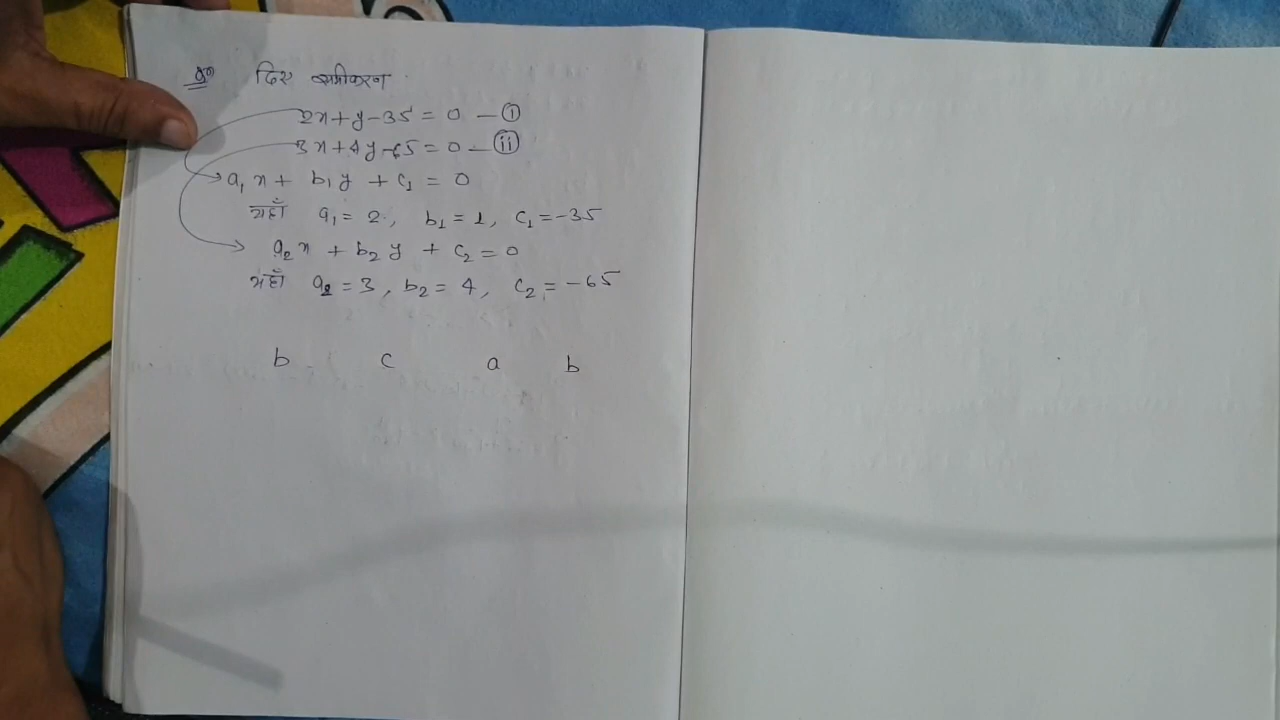 प्रश्न दिए समीकरण
2x + y - 35 = 0 — (i)
3x + 4y - 65 = 0 — (ii)
a₁x + b₁y + c₁ = 0
यहाँ a₁ = 2, b₁ = 1, c₁ = -35
a₂x + b₂y + c₂ = 0
यहाँ a₂ = 3, b₂ = 4, c₂ = -65
b c a b